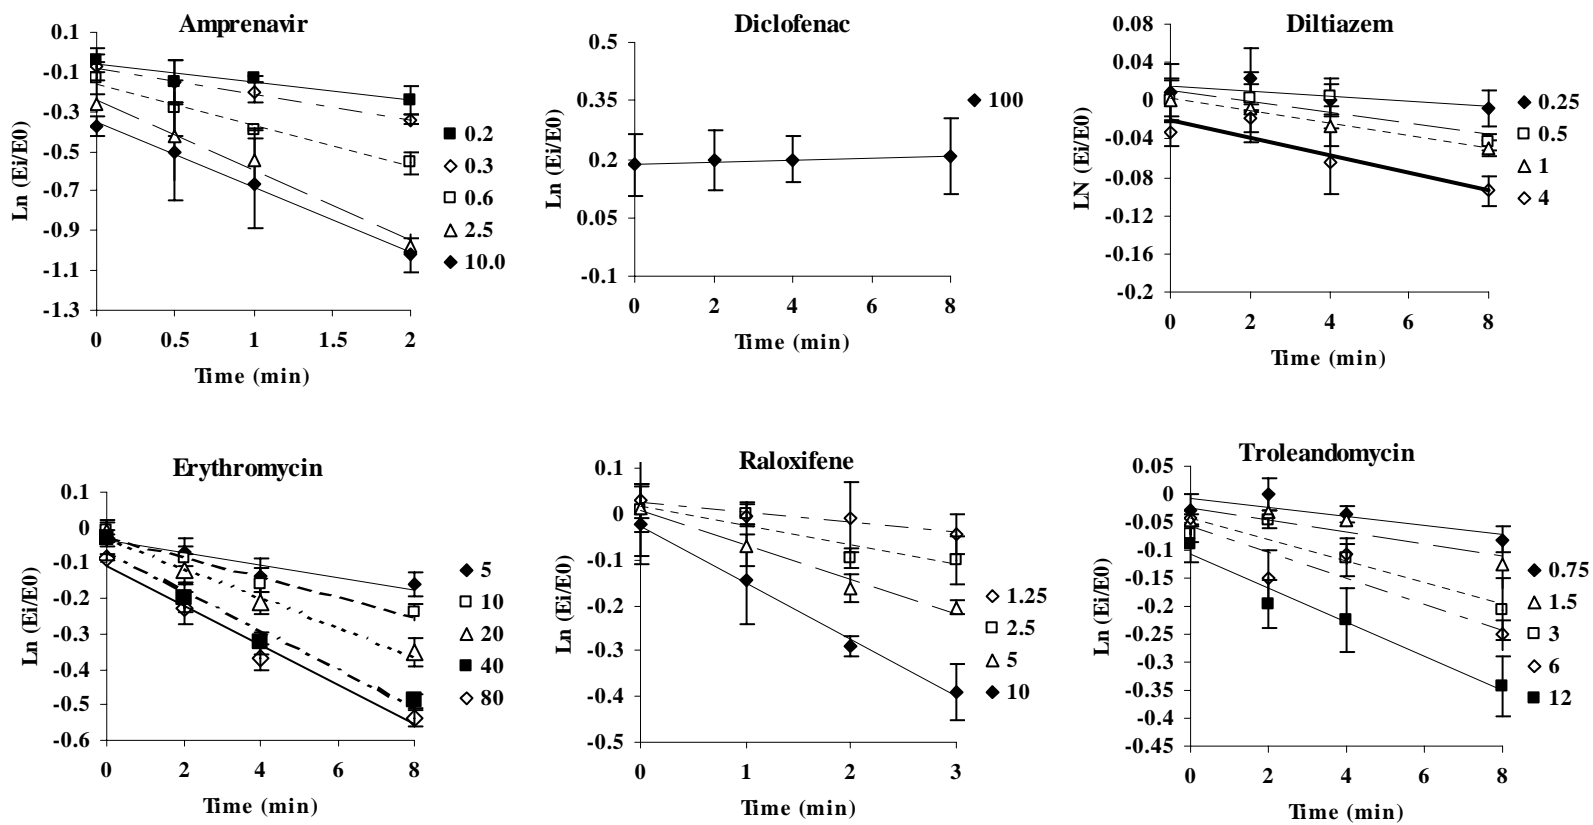 Amprenavir
0.1
-0.1
-0.3
-0.5
-0.7
-0.9
-1.1
-1.3
Ln (Ei/E0)
0 0.5 1 1.5 2
Time (min)
0.2
0.3
0.6
2.5
10.0
Diclofenac
0.5
0.35
0.2
0.05
-0.1
Ln (Ei/E0)
0 2 4 6 8
Time (min)
100
Diltiazem
0.08
0.04
0
-0.04
-0.08
-0.12
-0.16
-0.2
LN (Ei/E0)
0 2 4 6 8
Time (min)
0.25
0.5
1
4
Erythromycin
0.1
0
-0.1
-0.2
-0.3
-0.4
-0.5
-0.6
Ln (Ei/E0)
0 2 4 6 8
Time (min)
5
10
20
40
80
Raloxifene
0.1
0
-0.1
-0.2
-0.3
-0.4
-0.5
Ln (Ei/E0)
0 1 2 3
Time (min)
1.25
2.5
5
10
Troleandomycin
0.05
0
-0.05
-0.1
-0.15
-0.2
-0.25
-0.3
-0.35
-0.4
-0.45
Ln (Ei/E0)
0 2 4 6 8
Time (min)
0.75
1.5
3
6
12